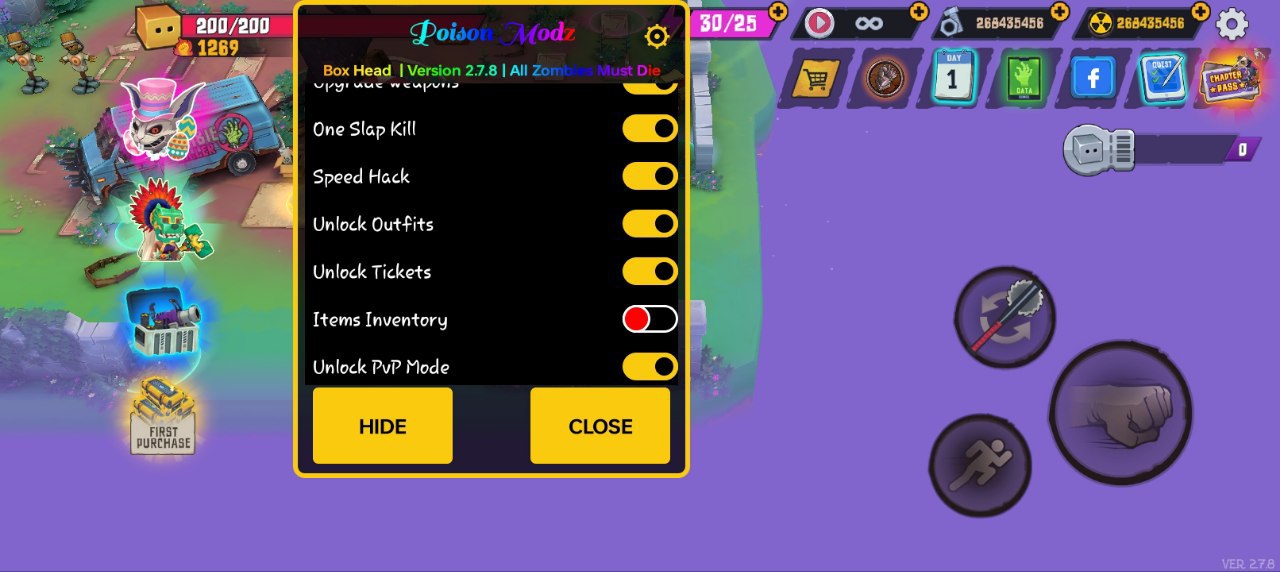 200/200
1269
Poison Modz
30/25
∞
268435456
268435456
Box Head | Version 2.7.8 | All Zombies Must Die
Upgrade weapons
One Slap Kill
Speed Hack
Unlock Outfits
Unlock Tickets
Items Inventory
Unlock PvP Mode
HIDE
CLOSE
FIRST
PURCHASE
DAY
1
DATA
f
QUEST
CHAPTER
PASS
0
VER. 2.7.8